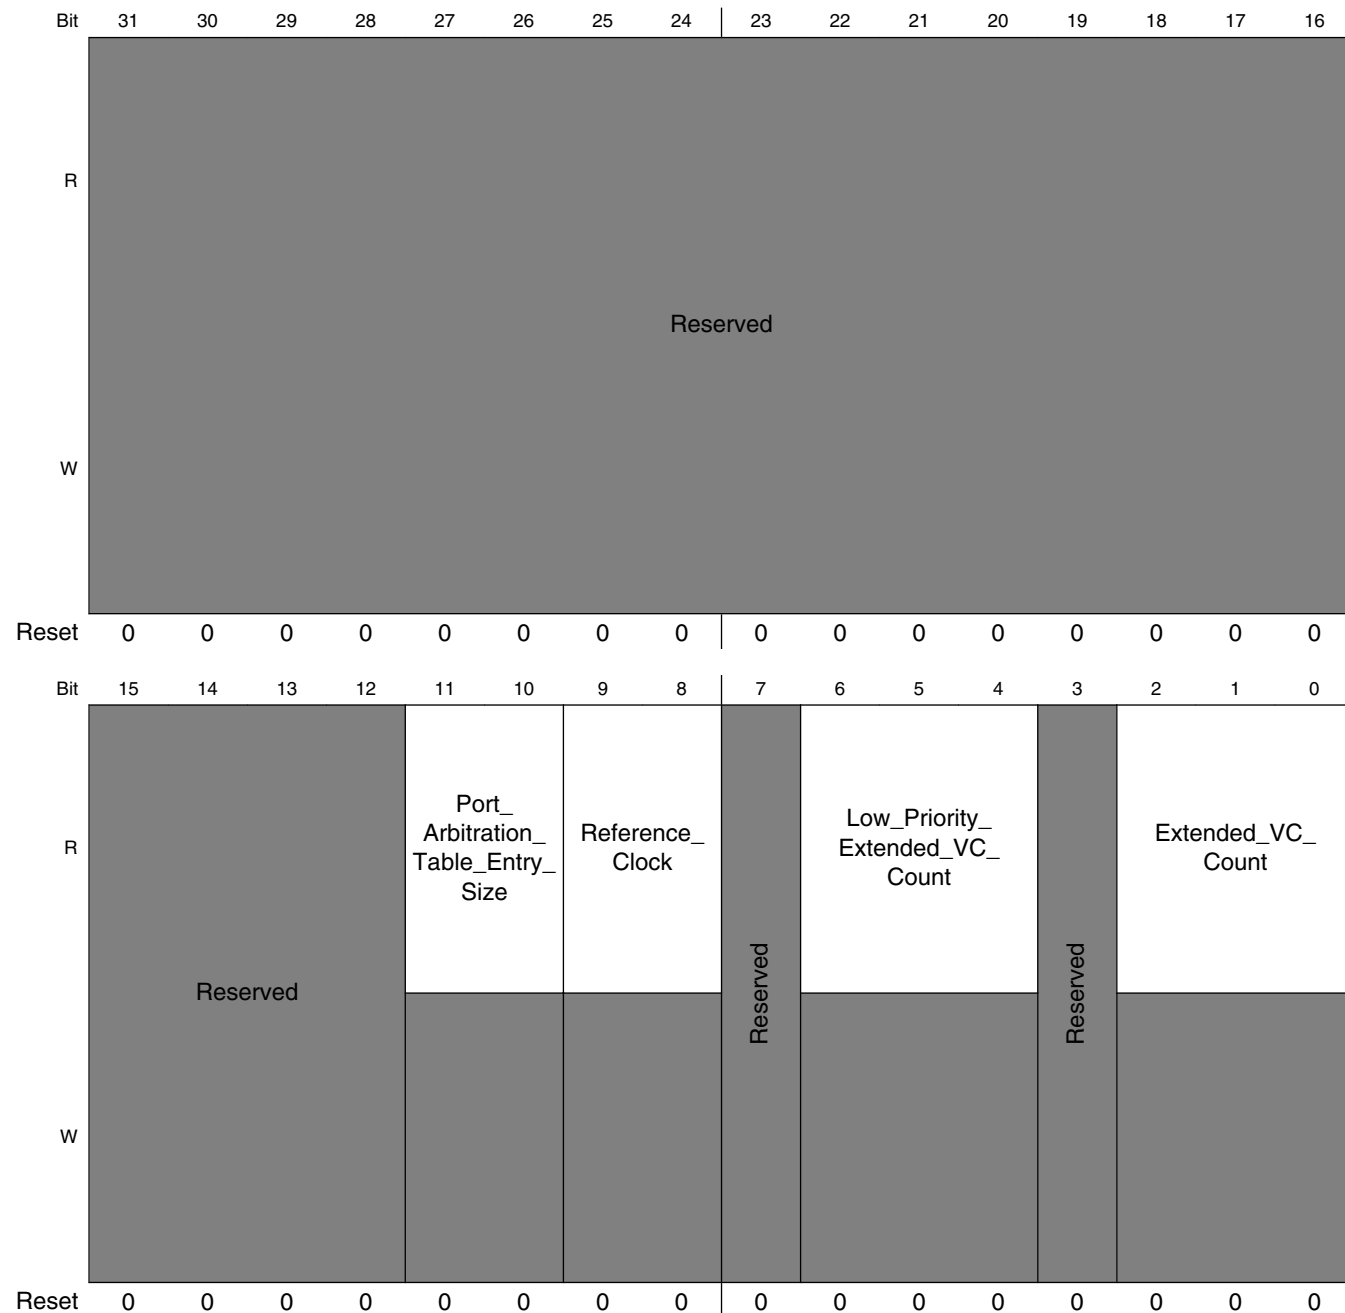 Bit 31 30 29 28 27 26 25 24 23 22 21 20 19 18 17 16
R
Reserved
W
Reset 0 0 0 0 0 0 0 0 0 0 0 0 0 0 0 0
Bit 15 14 13 12 11 10 9 8 7 6 5 4 3 2 1 0
R
Reserved
Port_
Arbitration_
Table_Entry_
Size
Reference_
Clock
Reserved
Low_Priority_
Extended_VC_
Count
Reserved
Extended_VC_
Count
W
Reset 0 0 0 0 0 0 0 0 0 0 0 0 0 0 0 0